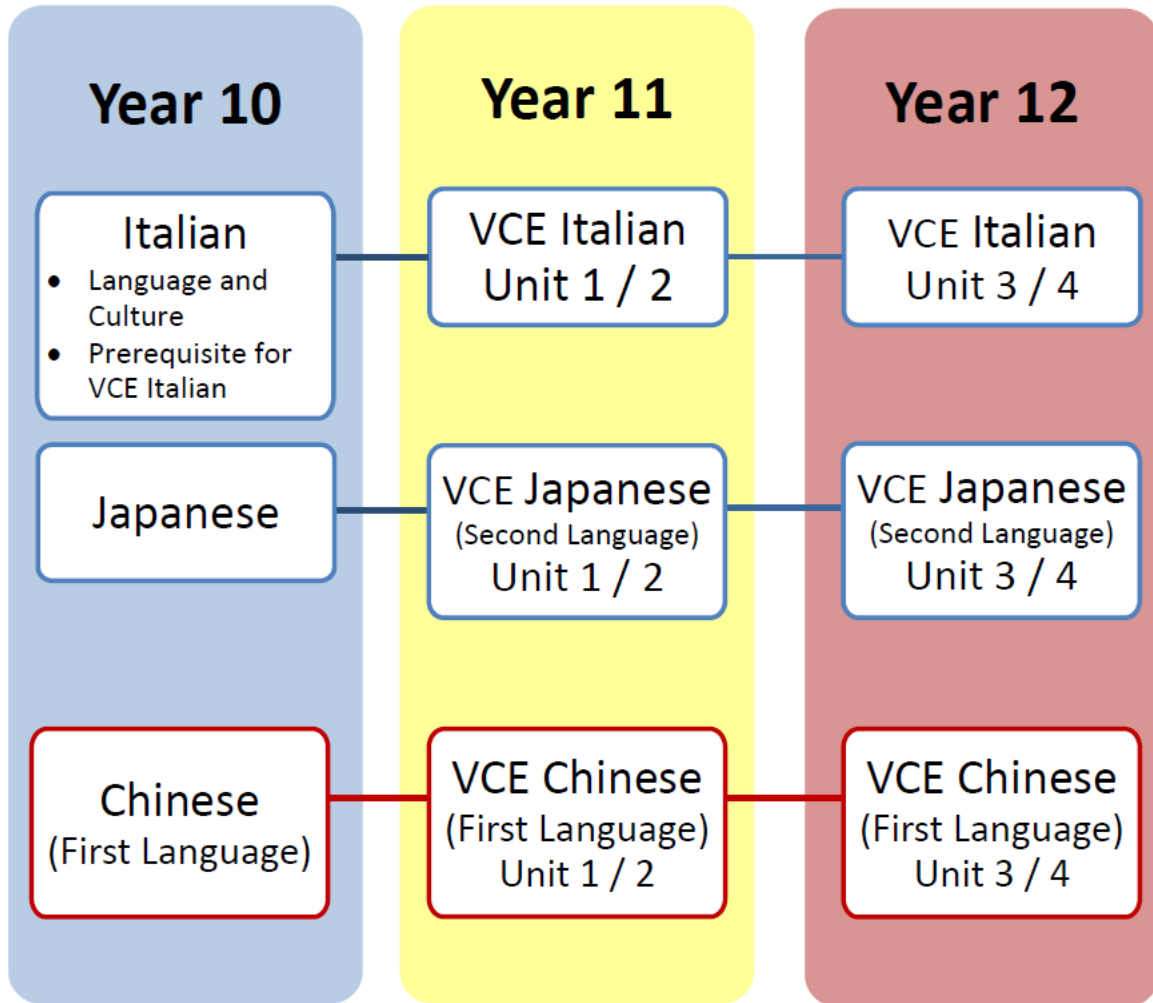 Year 10
Italian
• Language and
Culture
• Prerequisite for
VCE Italian
Japanese
Chinese
(First Language)
Year 11
VCE Italian
Unit 1 / 2
VCE Japanese
(Second Language)
Unit 1 / 2
VCE Chinese
(First Language)
Unit 1 / 2
Year 12
VCE Italian
Unit 3 / 4
VCE Japanese
(Second Language)
Unit 3 / 4
VCE Chinese
(First Language)
Unit 3 / 4